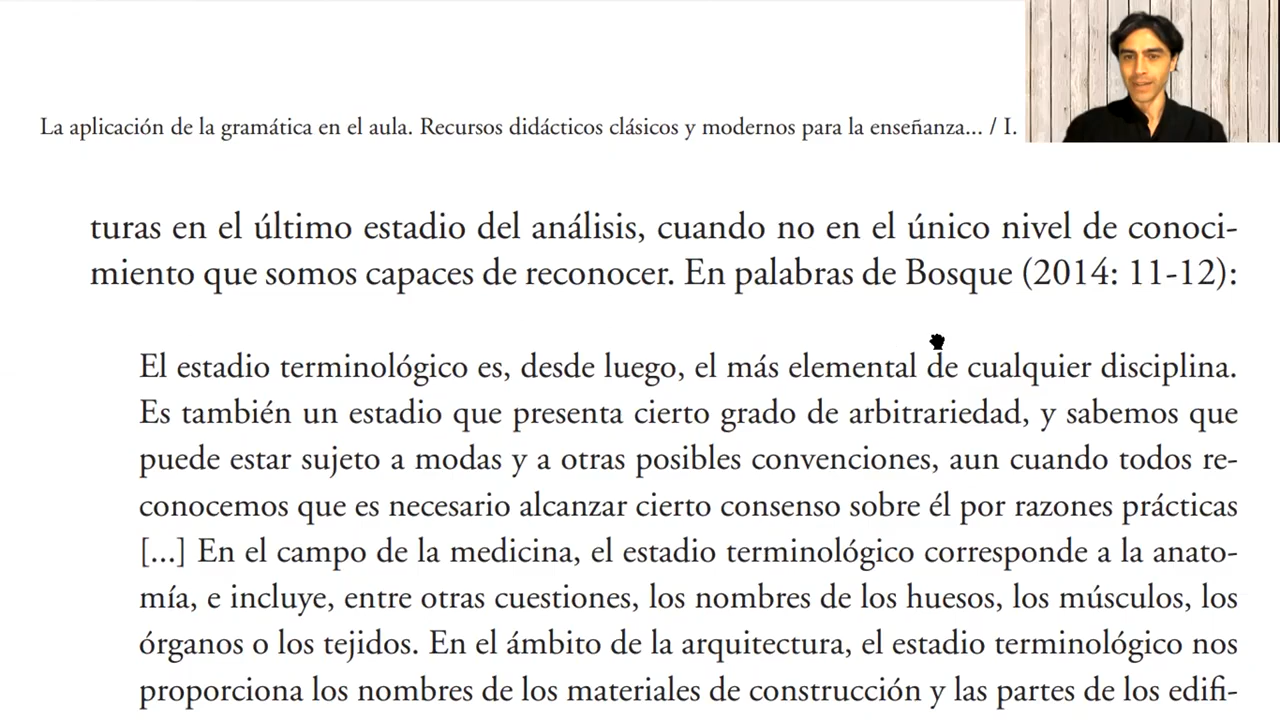 La aplicación de la gramática en el aula. Recursos didácticos clásicos y modernos para la enseñanza... / I.
turas en el último estadio del análisis, cuando no en el único nivel de conoci-
miento que somos capaces de reconocer. En palabras de Bosque (2014: 11-12):
El estadio terminológico es, desde luego, el más elemental de cualquier disciplina.
Es también un estadio que presenta cierto grado de arbitrariedad, y sabemos que
puede estar sujeto a modas y a otras posibles convenciones, aun cuando todos re-
conocemos que es necesario alcanzar cierto consenso sobre él por razones prácticas
[...] En el campo de la medicina, el estadio terminológico corresponde a la anato-
mía, e incluye, entre otras cuestiones, los nombres de los huesos, los músculos, los
órganos o los tejidos. En el ámbito de la arquitectura, el estadio terminológico nos
proporciona los nombres de los materiales de construcción y las partes de los edifi-